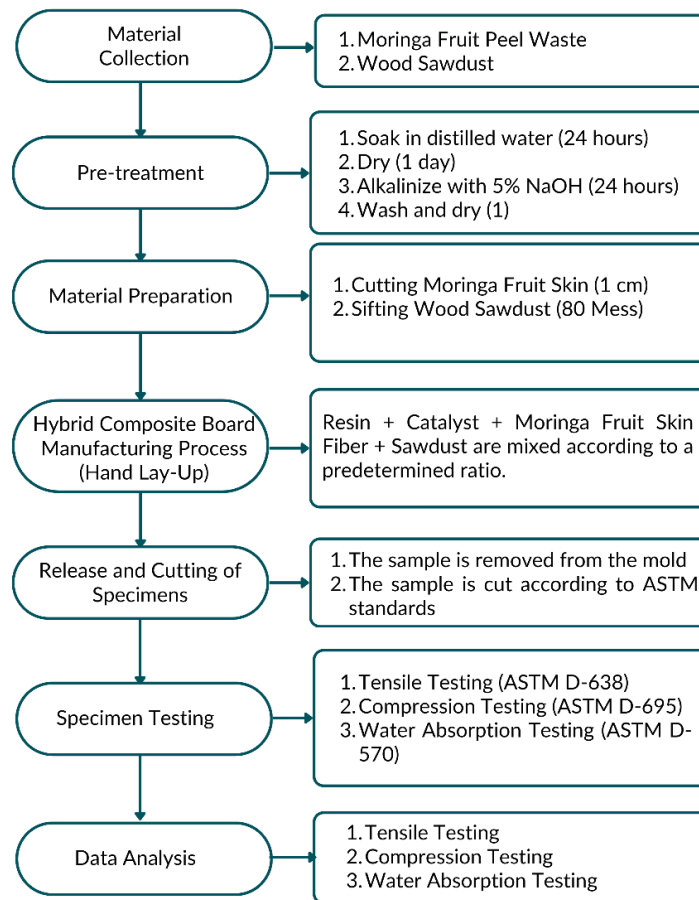 Material
Collection
1. Moringa Fruit Peel Waste
2. Wood Sawdust
Pre-treatment
1. Soak in distilled water (24 hours)
2. Dry (1 day)
3. Alkalinize with 5% NaOH (24 hours)
4. Wash and dry (1)
Material Preparation
1. Cutting Moringa Fruit Skin (1 cm)
2. Sifting Wood Sawdust (80 Mess)
Hybrid Composite Board
Manufacturing Process
(Hand Lay-Up)
Resin + Catalyst + Moringa Fruit Skin
Fiber + Sawdust are mixed according to a
predetermined ratio.
Release and Cutting of
Specimens
1. The sample is removed from the mold
2. The sample is cut according to ASTM
standards
Specimen Testing
1. Tensile Testing (ASTM D-638)
2. Compression Testing (ASTM D-695)
3. Water Absorption Testing (ASTM D-
570)
Data Analysis
1. Tensile Testing
2. Compression Testing
3. Water Absorption Testing